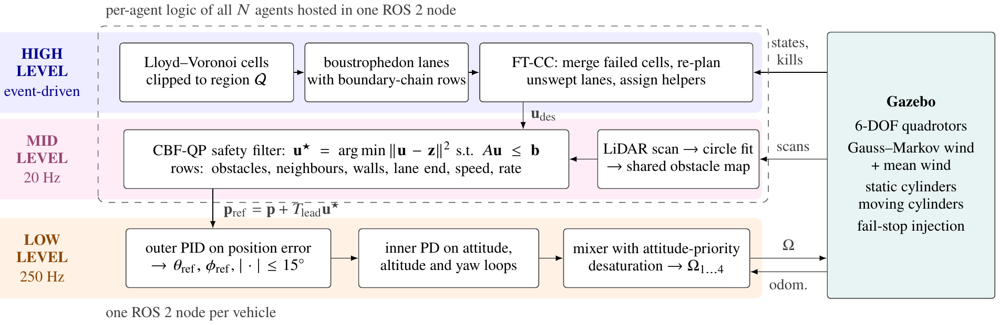 per-agent logic of all N agents hosted in one ROS 2 node
HIGH
LEVEL
event-driven
Lloyd–Voronoi cells
clipped to region 𝒬
boustrophedon lanes
with boundary-chain rows
FT-CC: merge failed cells, re-plan
unswept lanes, assign helpers
states,
kills
u_des
MID
LEVEL
20 Hz
CBF-QP safety filter: u⋆ = arg min ‖u − z‖² s.t. Au ≤ b
rows: obstacles, neighbours, walls, lane end, speed, rate
LiDAR scan → circle fit
→ shared obstacle map
scans
p_ref = p + T_lead u⋆
LOW
LEVEL
250 Hz
outer PID on position error
→ θ_ref, ϕ_ref, | · | ≤ 15°
inner PD on attitude,
altitude and yaw loops
mixer with attitude-priority
desaturation → Ω_1…4
Ω
odom.
Gazebo
6-DOF quadrotors
Gauss–Markov wind
+ mean wind
static cylinders
moving cylinders
fail-stop injection
one ROS 2 node per vehicle